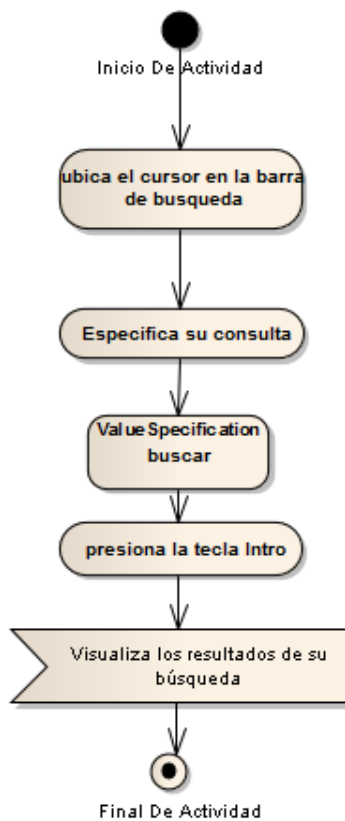 Inicio De Actividad
ubica el cursor en la barra
de busqueda
Especifica su consulta
ValueSpecification
buscar
presiona la tecla Intro
Visualiza los resultados de su
búsqueda
Final De Actividad